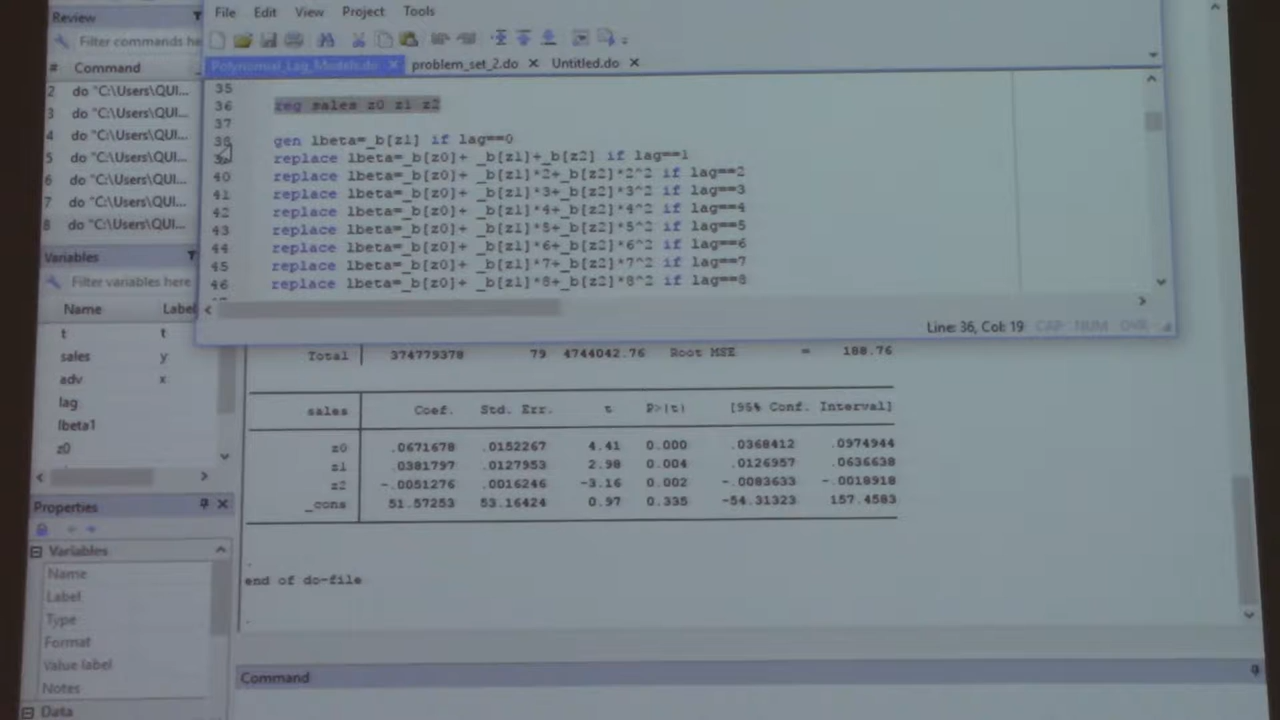 Review
File Edit View Project Tools
Filter commands he
# Command
2 do "C:\Users\QUI...
3 do "C:\Users\QUI...
4 do "C:\Users\QUI...
5 do "C:\Users\QUI...
6 do "C:\Users\QUI...
7 do "C:\Users\QUI...
8 do "C:\Users\QUI...
Polynomial_Lag_Models.do × problem_set_2.do × Untitled.do ×
35
36 reg sales z0 z1 z2
37
38 gen lbeta=_b[z1] if lag==0
39 replace lbeta=_b[z0]+ _b[z1]+_b[z2] if lag==1
40 replace lbeta=_b[z0]+ _b[z1]*2+_b[z2]*2^2 if lag==2
41 replace lbeta=_b[z0]+ _b[z1]*3+_b[z2]*3^2 if lag==3
42 replace lbeta=_b[z0]+ _b[z1]*4+_b[z2]*4^2 if lag==4
43 replace lbeta=_b[z0]+ _b[z1]*5+_b[z2]*5^2 if lag==5
44 replace lbeta=_b[z0]+ _b[z1]*6+_b[z2]*6^2 if lag==6
45 replace lbeta=_b[z0]+ _b[z1]*7+_b[z2]*7^2 if lag==7
46 replace lbeta=_b[z0]+ _b[z1]*8+_b[z2]*8^2 if lag==8
Line: 36, Col: 19 CAP NUM OVR
Variables
Filter variables here
Name Label
t t
sales y
adv x
lag
lbeta1
z0
Total 374779378 79 4744042.76 Root MSE = 188.76
sales Coef. Std. Err. t P>|t| [95% Conf. Interval]
z0 .0671678 .0152267 4.41 0.000 .0368412 .0974944
z1 .0381797 .0127953 2.98 0.004 .0126957 .0636638
z2 -.0051276 .0016246 -3.16 0.002 -.0083633 -.0018918
_cons 51.57253 53.16424 0.97 0.335 -54.31323 157.4583
.
end of do-file
.
Properties
Variables
Name
Label
Type
Format
Value label
Notes
Data
Command